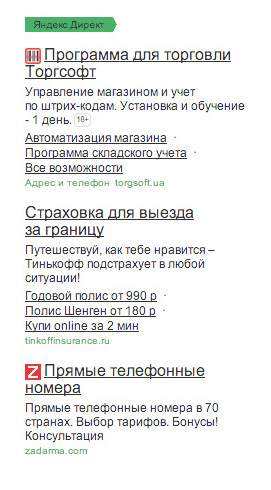 Яндекс.Директ
Программа для торговли
Торгсофт
Управление магазином и учет
по штрих-кодам. Установка и обучение
- 1 день. 18+
Автоматизация магазина ·
Программа складского учета ·
Все возможности
Адрес и телефон torgsoft.ua
Страховка для выезда
за границу
Путешествуй, как тебе нравится –
Тинькофф подстрахует в любой
ситуации!
Годовой полис от 990 р ·
Полис Шенген от 180 р ·
Купи online за 2 мин
tinkoffinsurance.ru
Z Прямые телефонные
номера
Прямые телефонные номера в 70
странах. Выбор тарифов. Бонусы!
Консультация
zadarma.com